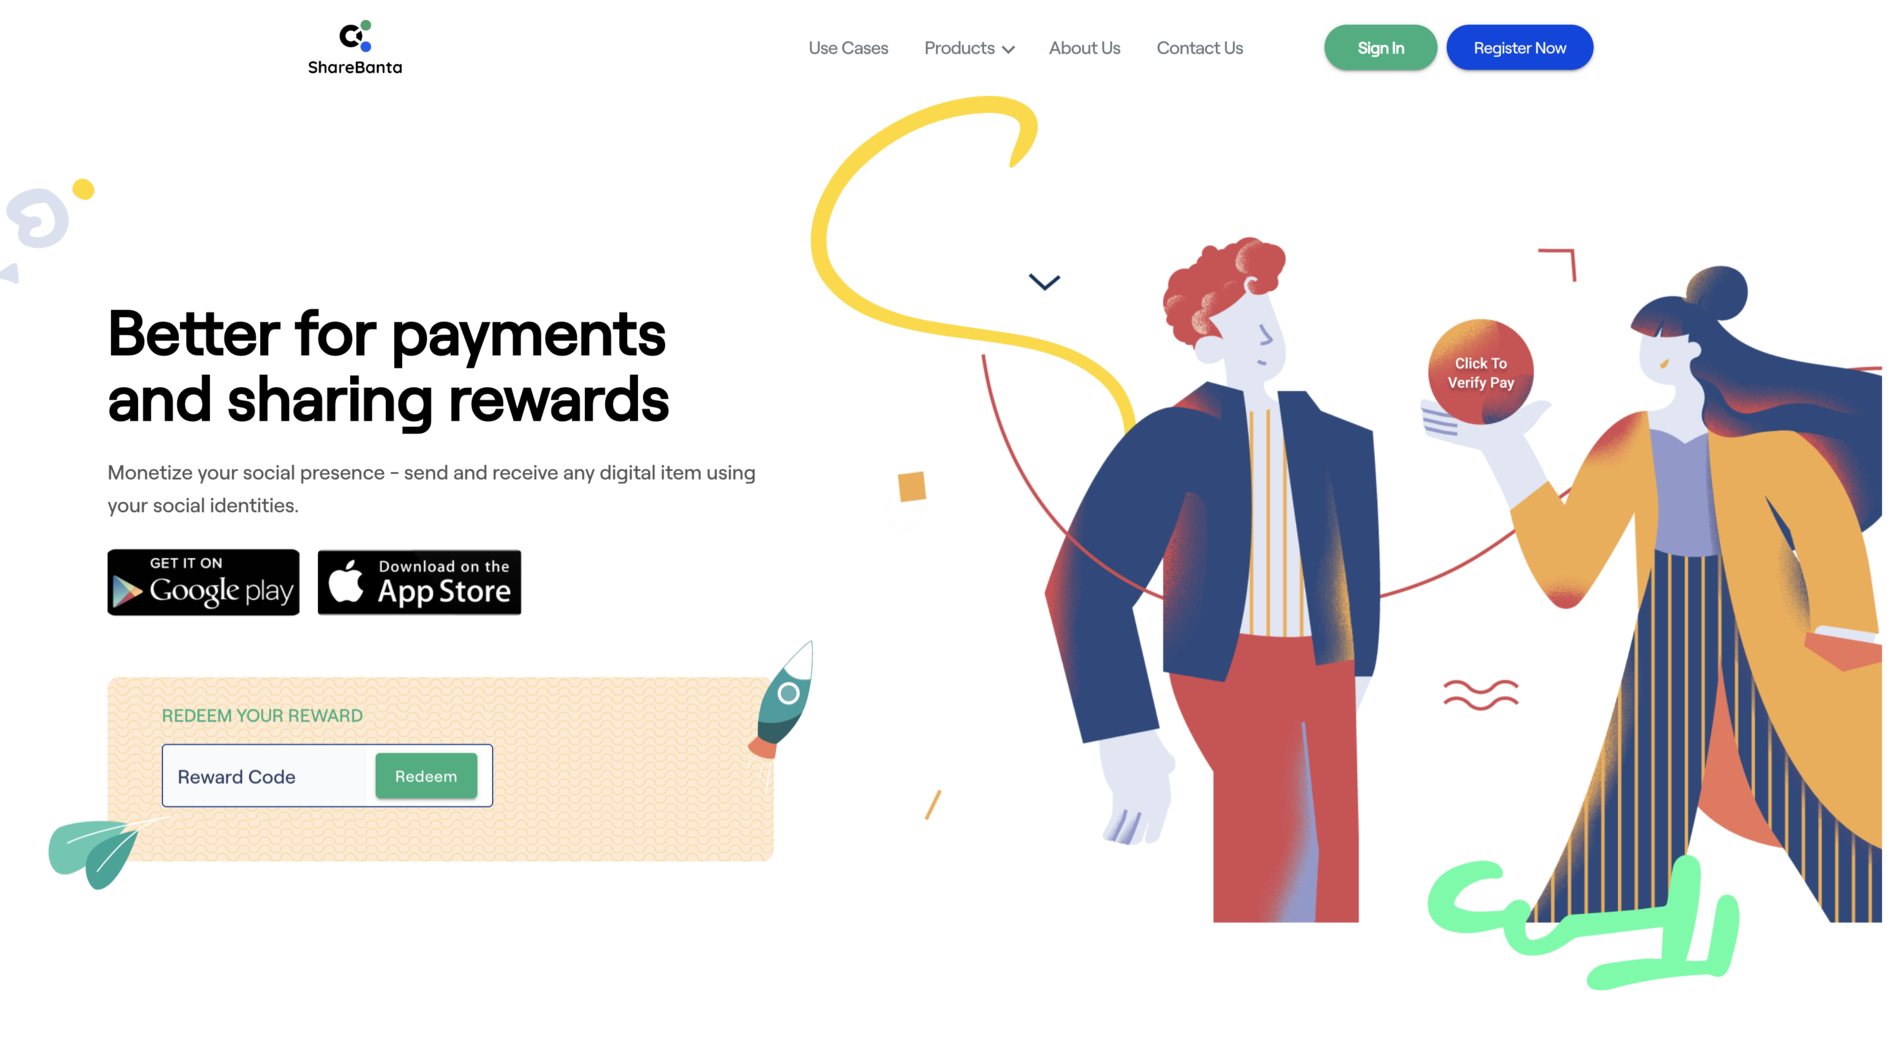 ShareBanta
Use Cases
Products
About Us
Contact Us
Sign In
Register Now
Better for payments
and sharing rewards
Monetize your social presence - send and receive any digital item using
your social identities.
GET IT ON
Google play
Download on the
App Store
Click To
Verify Pay
REDEEM YOUR REWARD
Reward Code
Redeem